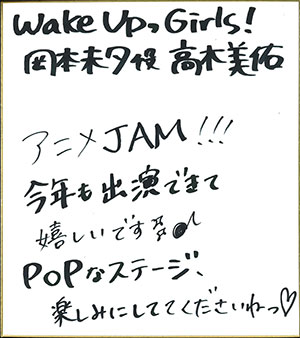 Wake Up, Girls!
岡本未夕役 高木美佑
アニメJAM!!!
今年も出演できて
嬉しいです♪
POPなステージ、
楽しみにしててくださいねっ♡